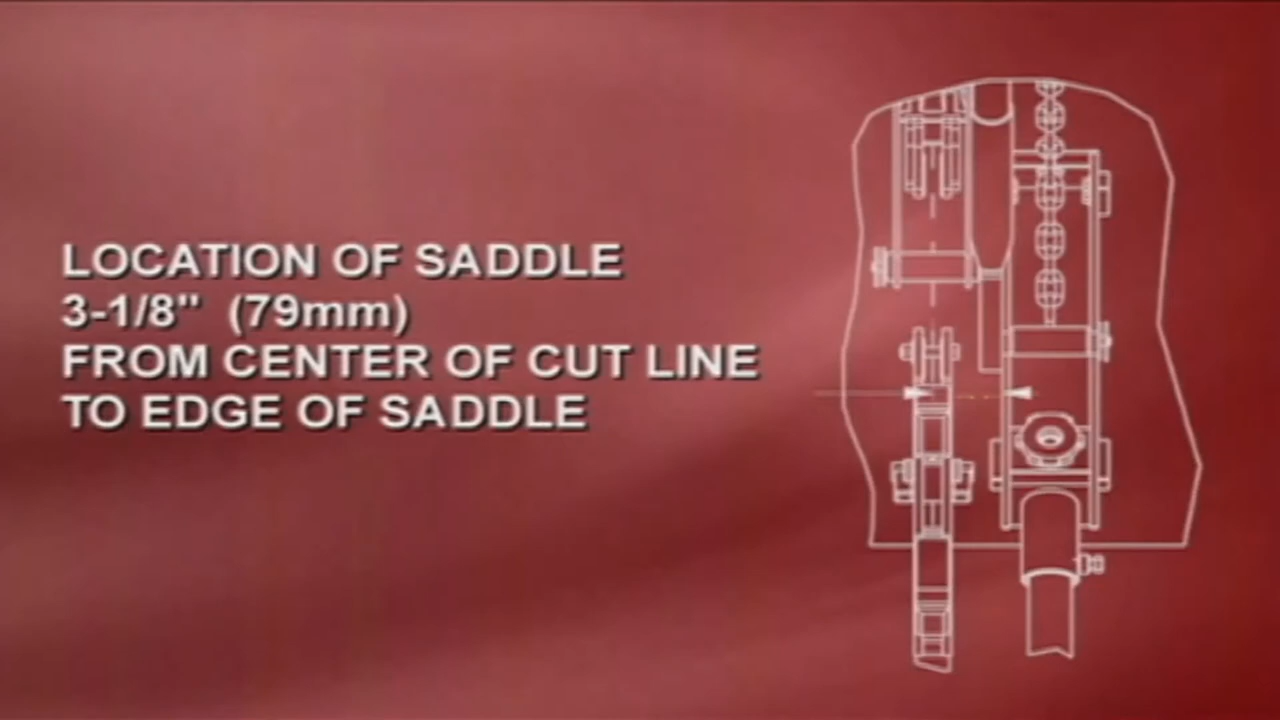 LOCATION OF SADDLE
3-1/8" (79mm)
FROM CENTER OF CUT LINE
TO EDGE OF SADDLE